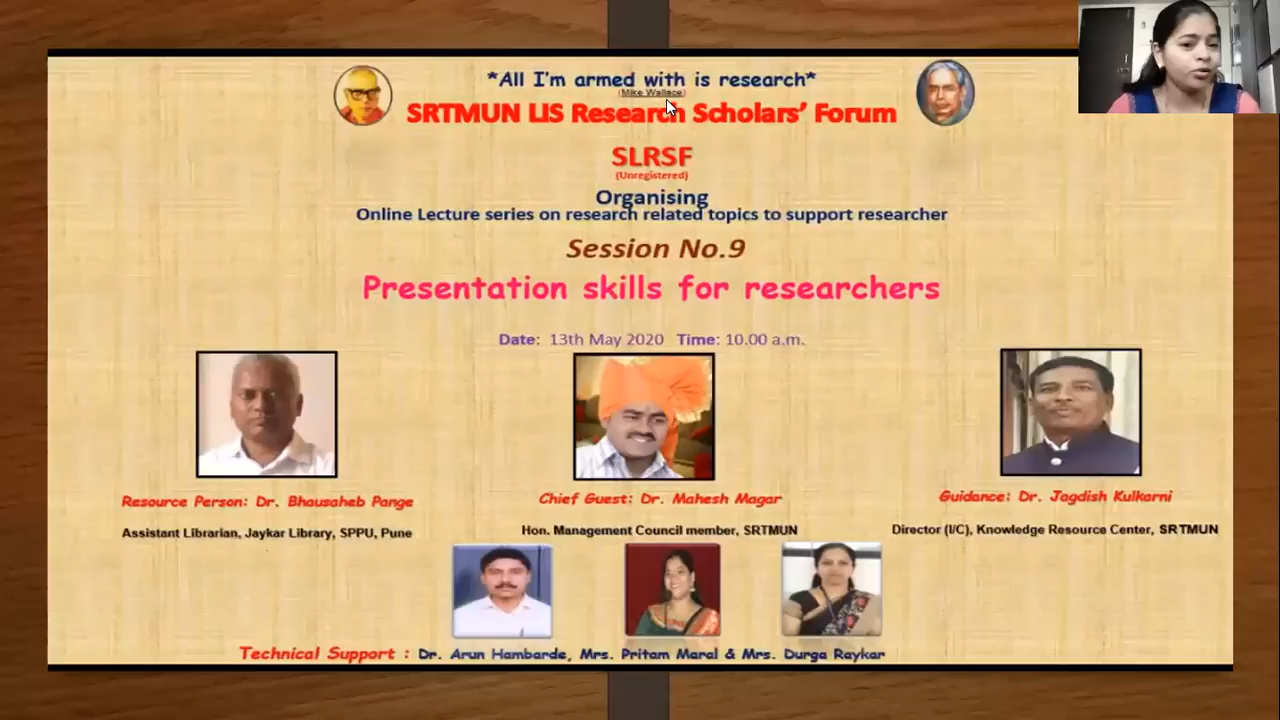 *All I'm armed with is research*
(Mike Wallace)
SRTMUN LIS Research Scholars' Forum
SLRSF
(Unregistered)
Organising
Online Lecture series on research related topics to support researcher
Session No.9
Presentation skills for researchers
Date: 13th May 2020 Time: 10.00 a.m.
Resource Person: Dr. Bhausaheb Pange
Assistant Librarian, Jaykar Library, SPPU, Pune
Chief Guest: Dr. Mahesh Magar
Hon. Management Council member, SRTMUN
Guidance: Dr. Jagdish Kulkarni
Director (I/C), Knowledge Resource Center, SRTMUN
Technical Support : Dr. Arun Hambarde, Mrs. Pritam Maral & Mrs. Durga Raykar